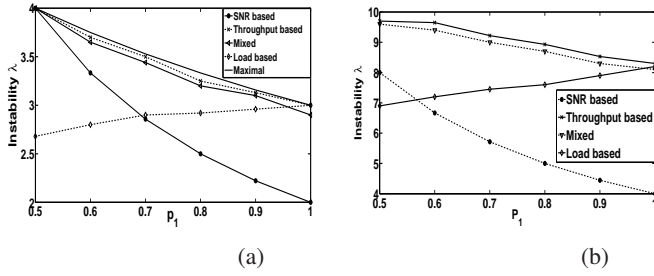 4
3.5
3
2.5
2
Instability λ
0.5
0.6
0.7
0.8
0.9
1
p1
SNR based
Throughput based
Mixed
Load based
Maximal
(a)
10
9
8
7
6
5
4
Instability λ
0.5
0.6
0.7
0.8
0.9
1
P1
SNR based
Throughput based
Mixed
Load based
(b)